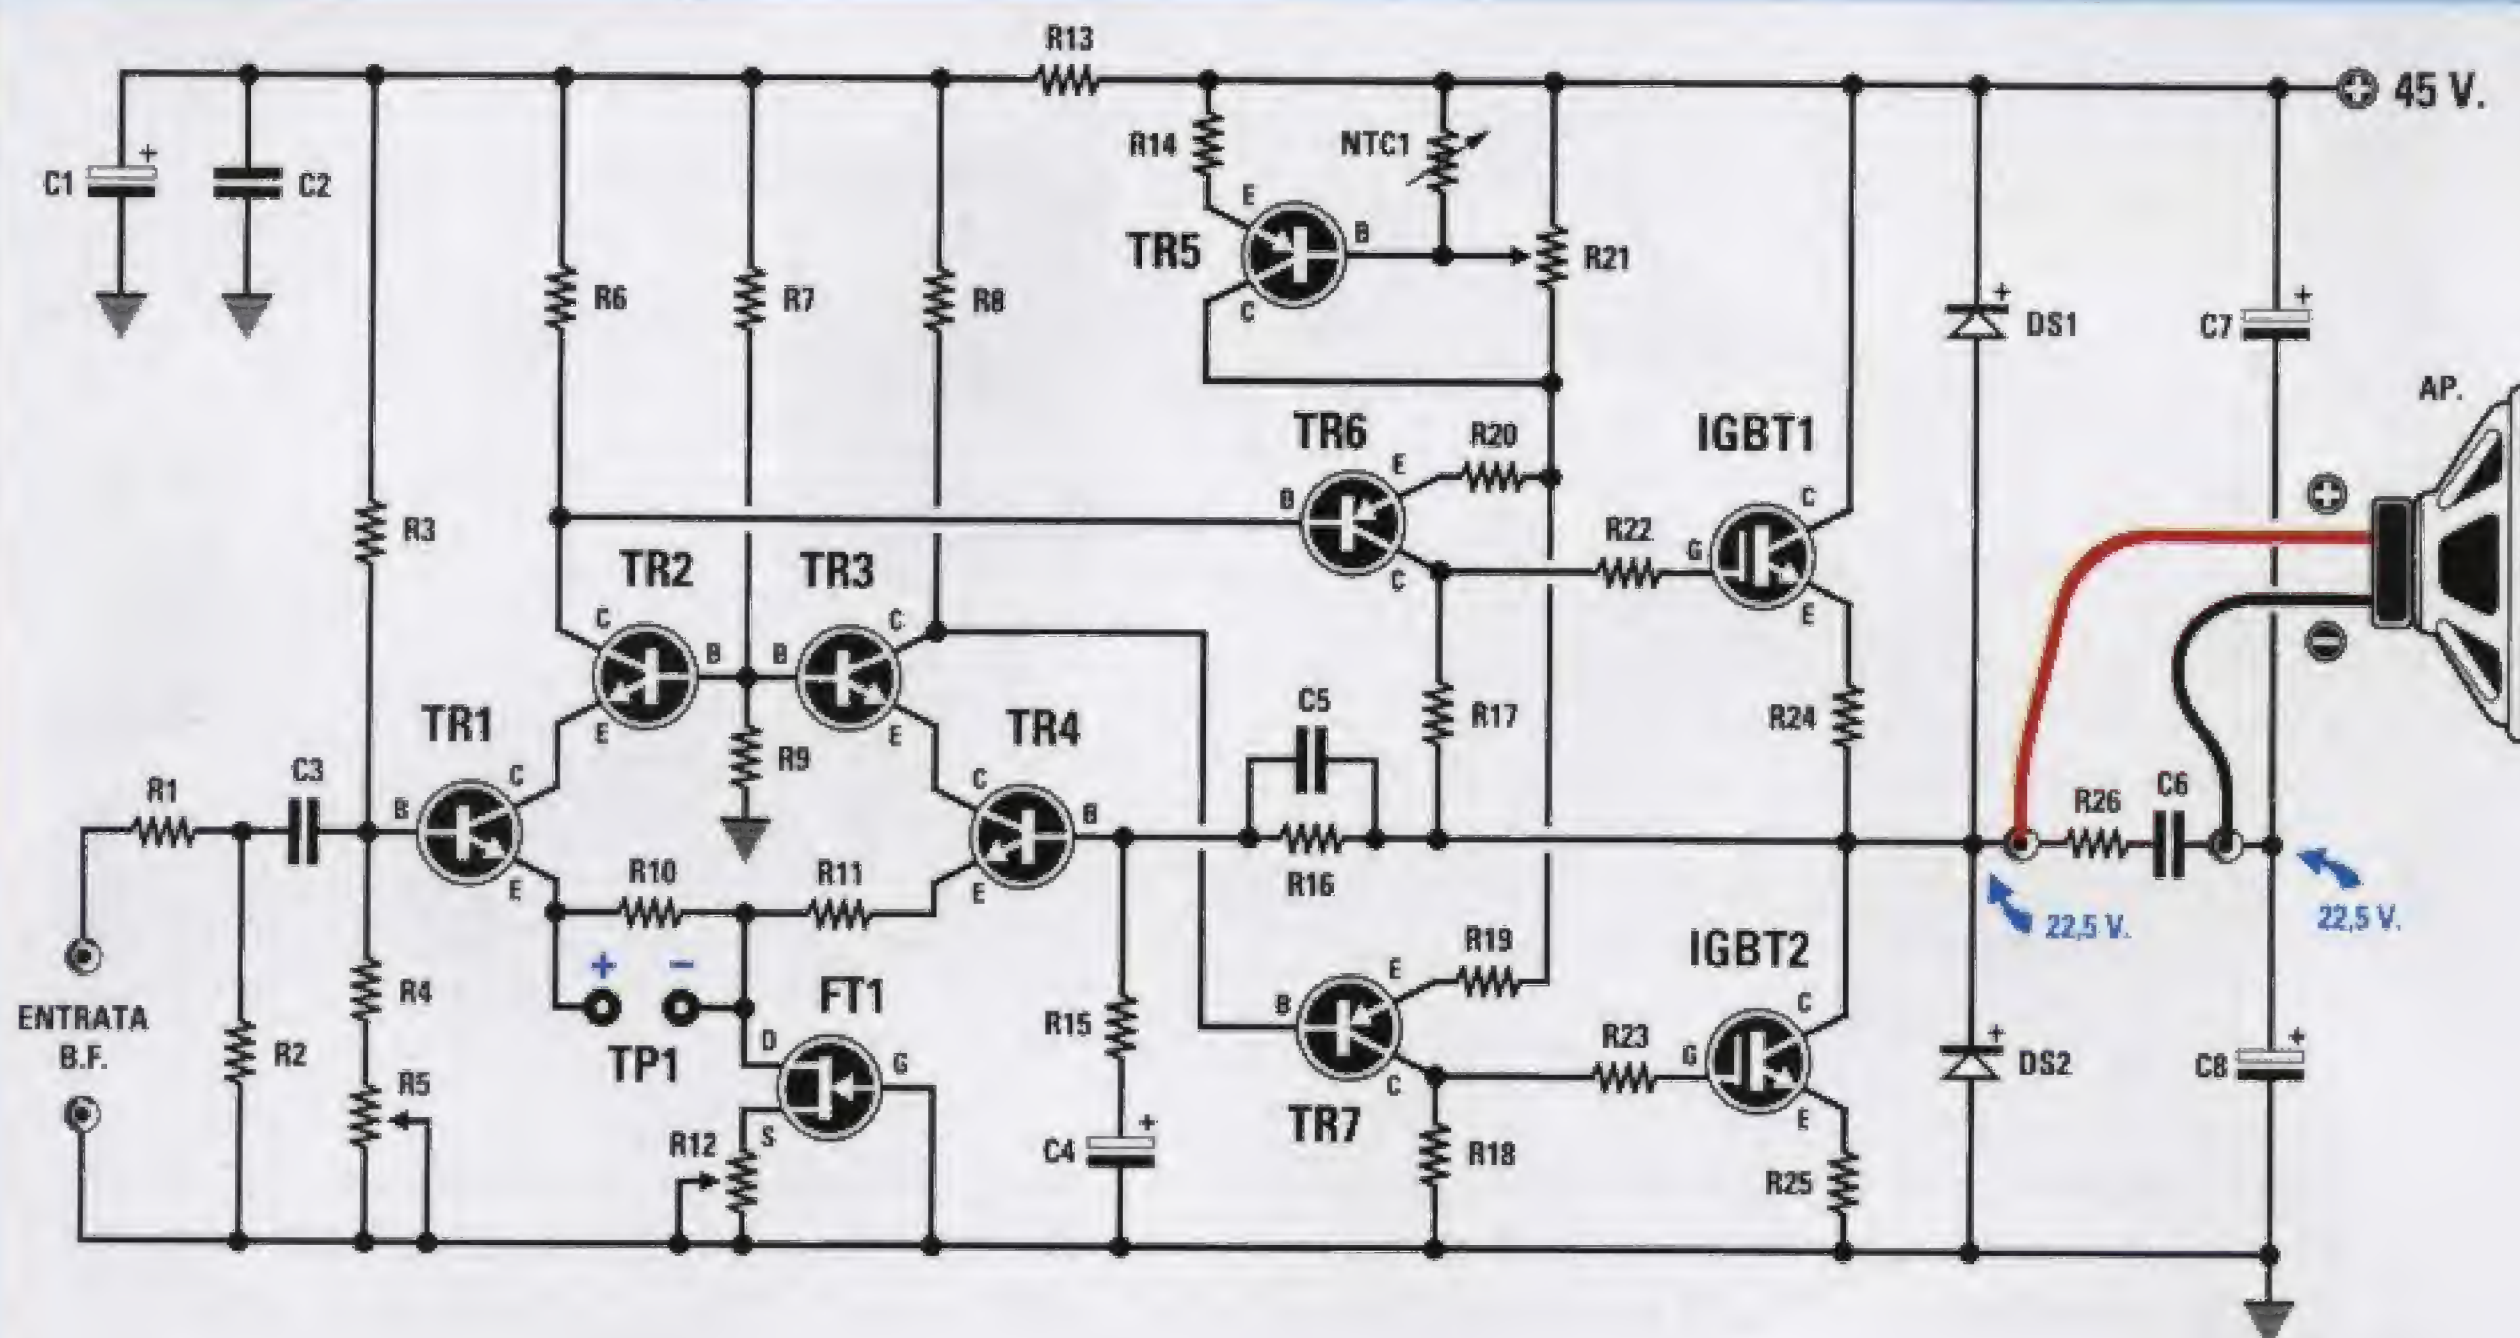 R13
45 V.
C1
+
C2
R14
NTC1
E
TR5
B
C
R21
R6
R7
R8
+
DS1
+
C7
AP.
R3
TR6
R20
E
B
C
IGBT1
R22
C
G
E
TR2
TR3
C
B
B
C
E
E
R9
TR1
TR4
C
B
E
C
B
E
R1
C3
C5
R16
R17
R24
R26
C6
22,5 V.
22,5 V.
R10
R11
+
−
TP1
FT1
D
G
S
R12
ENTRATA
B.F.
R2
R4
R5
R15
+
C4
R19
E
B
C
TR7
R18
IGBT2
R23
C
G
E
R25
+
DS2
+
C8